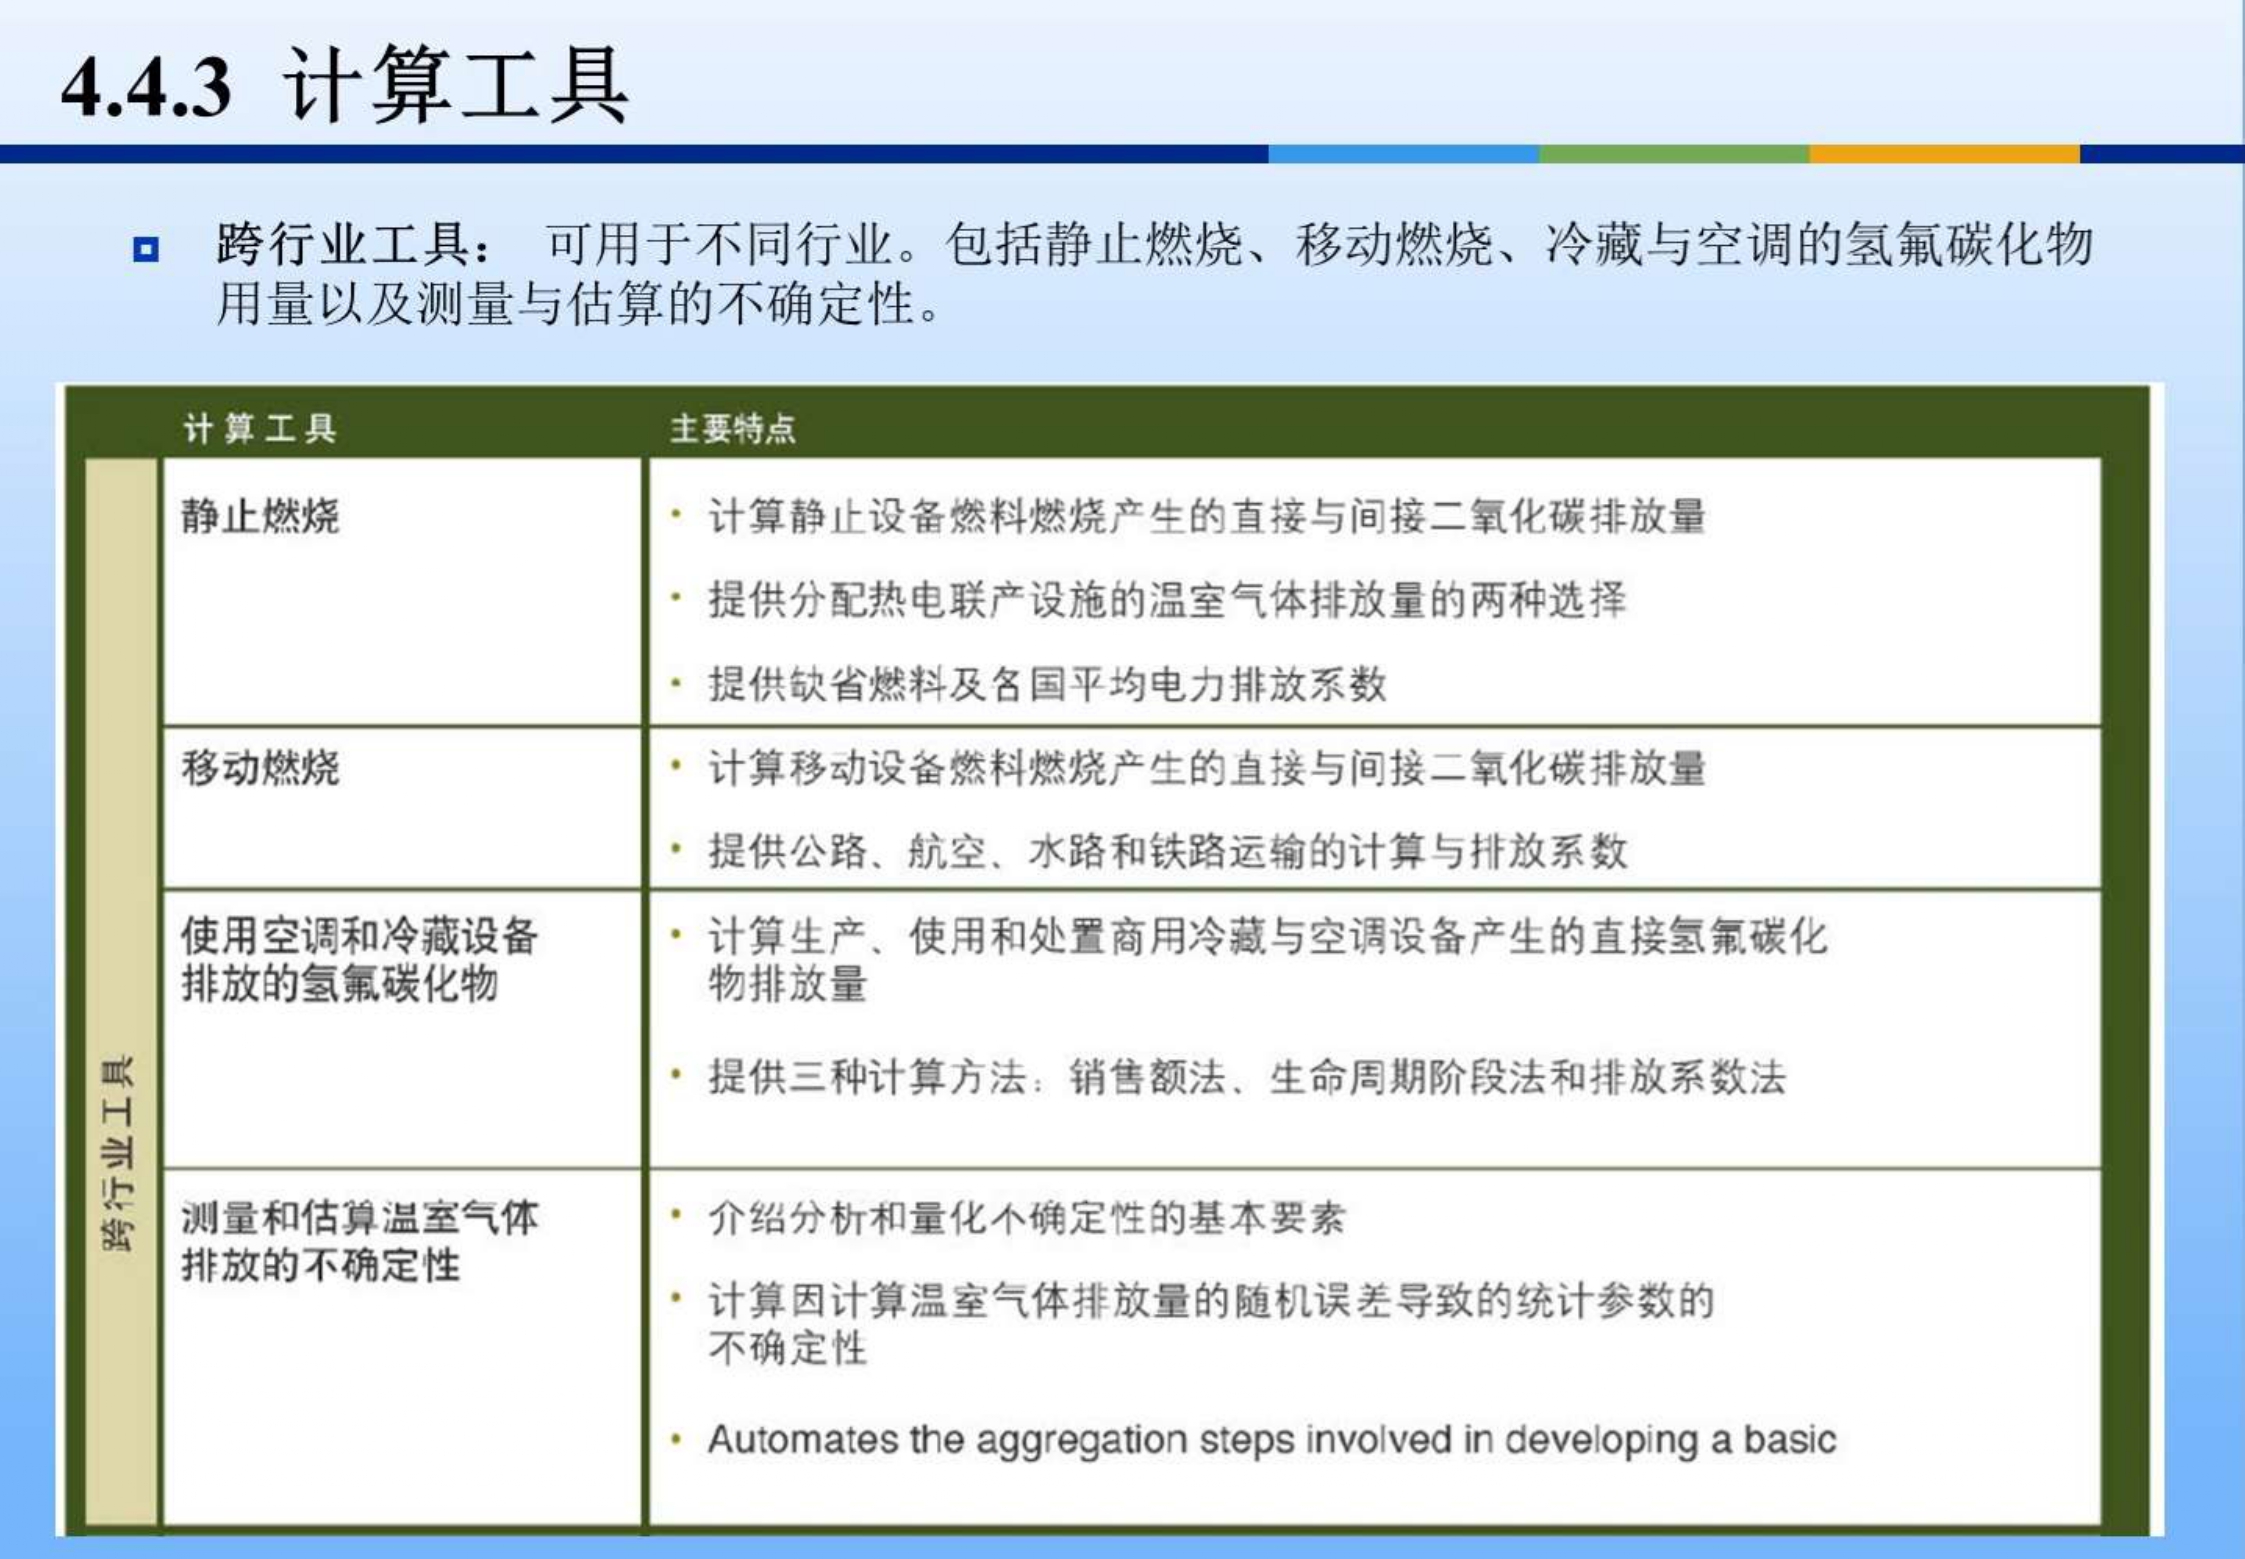 4.4.3 计算工具
跨行业工具： 可用于不同行业。包括静止燃烧、移动燃烧、冷藏与空调的氢氟碳化物
用量以及测量与估算的不确定性。
计算工具 主要特点
跨行业工具
静止燃烧
• 计算静止设备燃料燃烧产生的直接与间接二氧化碳排放量
• 提供分配热电联产设施的温室气体排放量的两种选择
• 提供缺省燃料及各国平均电力排放系数
移动燃烧
• 计算移动设备燃料燃烧产生的直接与间接二氧化碳排放量
• 提供公路、航空、水路和铁路运输的计算与排放系数
使用空调和冷藏设备
排放的氢氟碳化物
• 计算生产、使用和处置商用冷藏与空调设备产生的直接氢氟碳化
物排放量
• 提供三种计算方法：销售额法、生命周期阶段法和排放系数法
测量和估算温室气体
排放的不确定性
• 介绍分析和量化不确定性的基本要素
• 计算因计算温室气体排放量的随机误差导致的统计参数的
不确定性
• Automates the aggregation steps involved in developing a basic